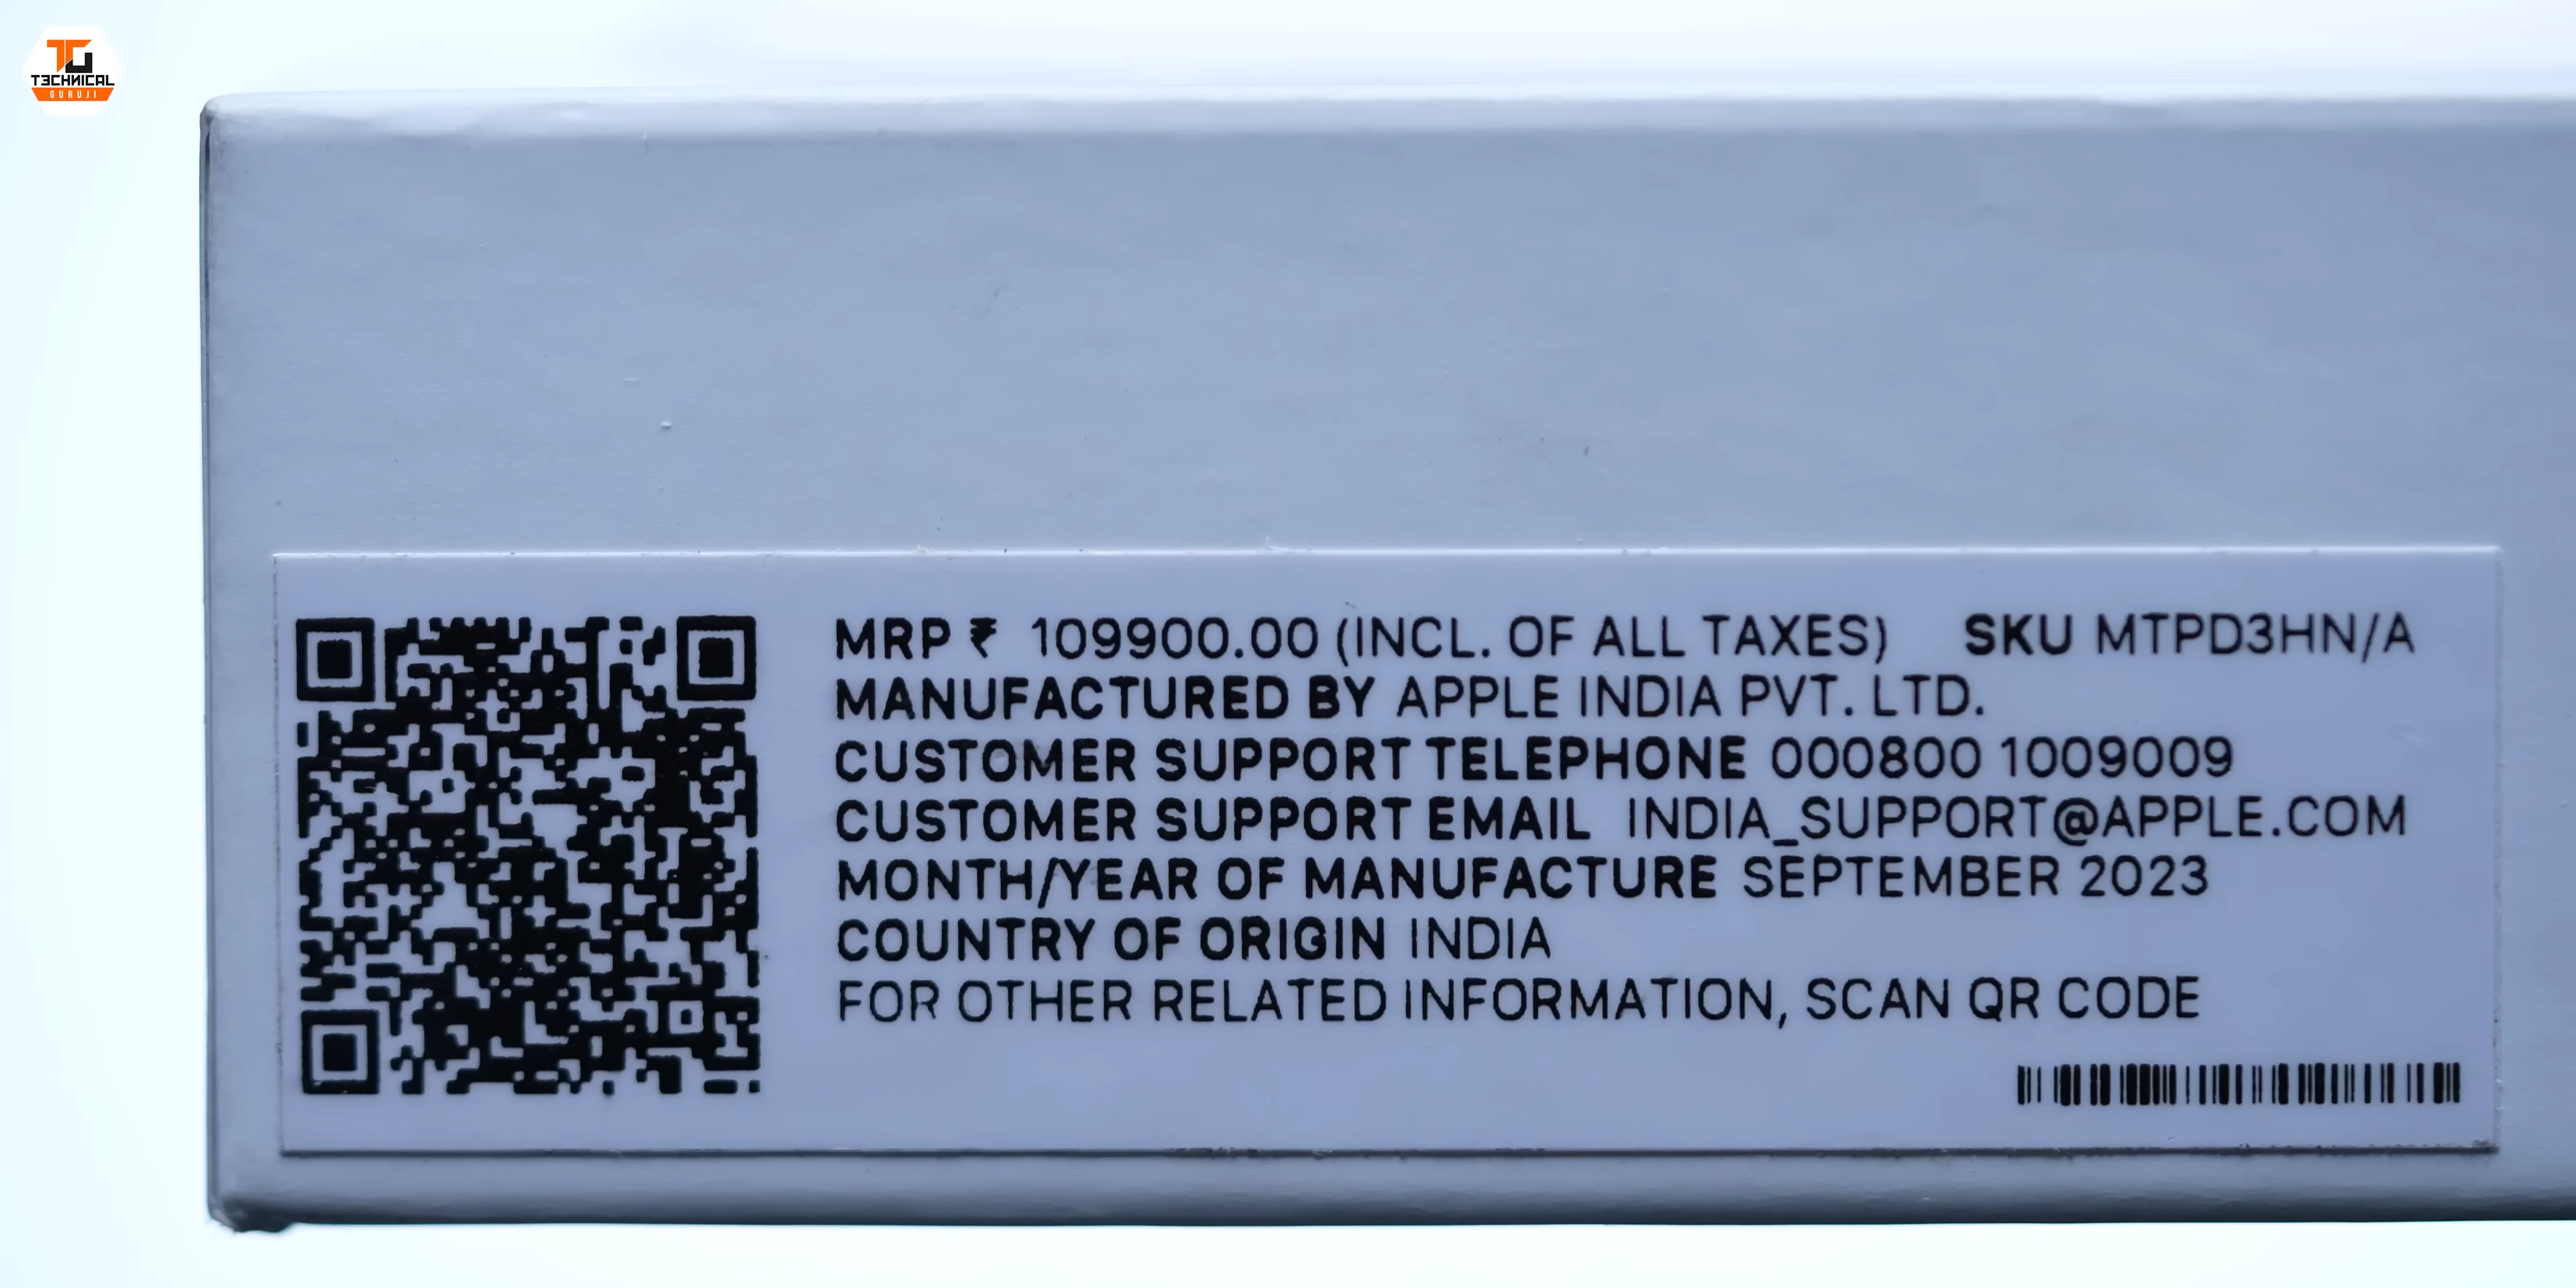 TECHNICAL
GURUJI
MRP ₹ 109900.00 (INCL. OF ALL TAXES) SKU MTPD3HN/A
MANUFACTURED BY APPLE INDIA PVT. LTD.
CUSTOMER SUPPORT TELEPHONE 000800 1009009
CUSTOMER SUPPORT EMAIL INDIA_SUPPORT@APPLE.COM
MONTH/YEAR OF MANUFACTURE SEPTEMBER 2023
COUNTRY OF ORIGIN INDIA
FOR OTHER RELATED INFORMATION, SCAN QR CODE